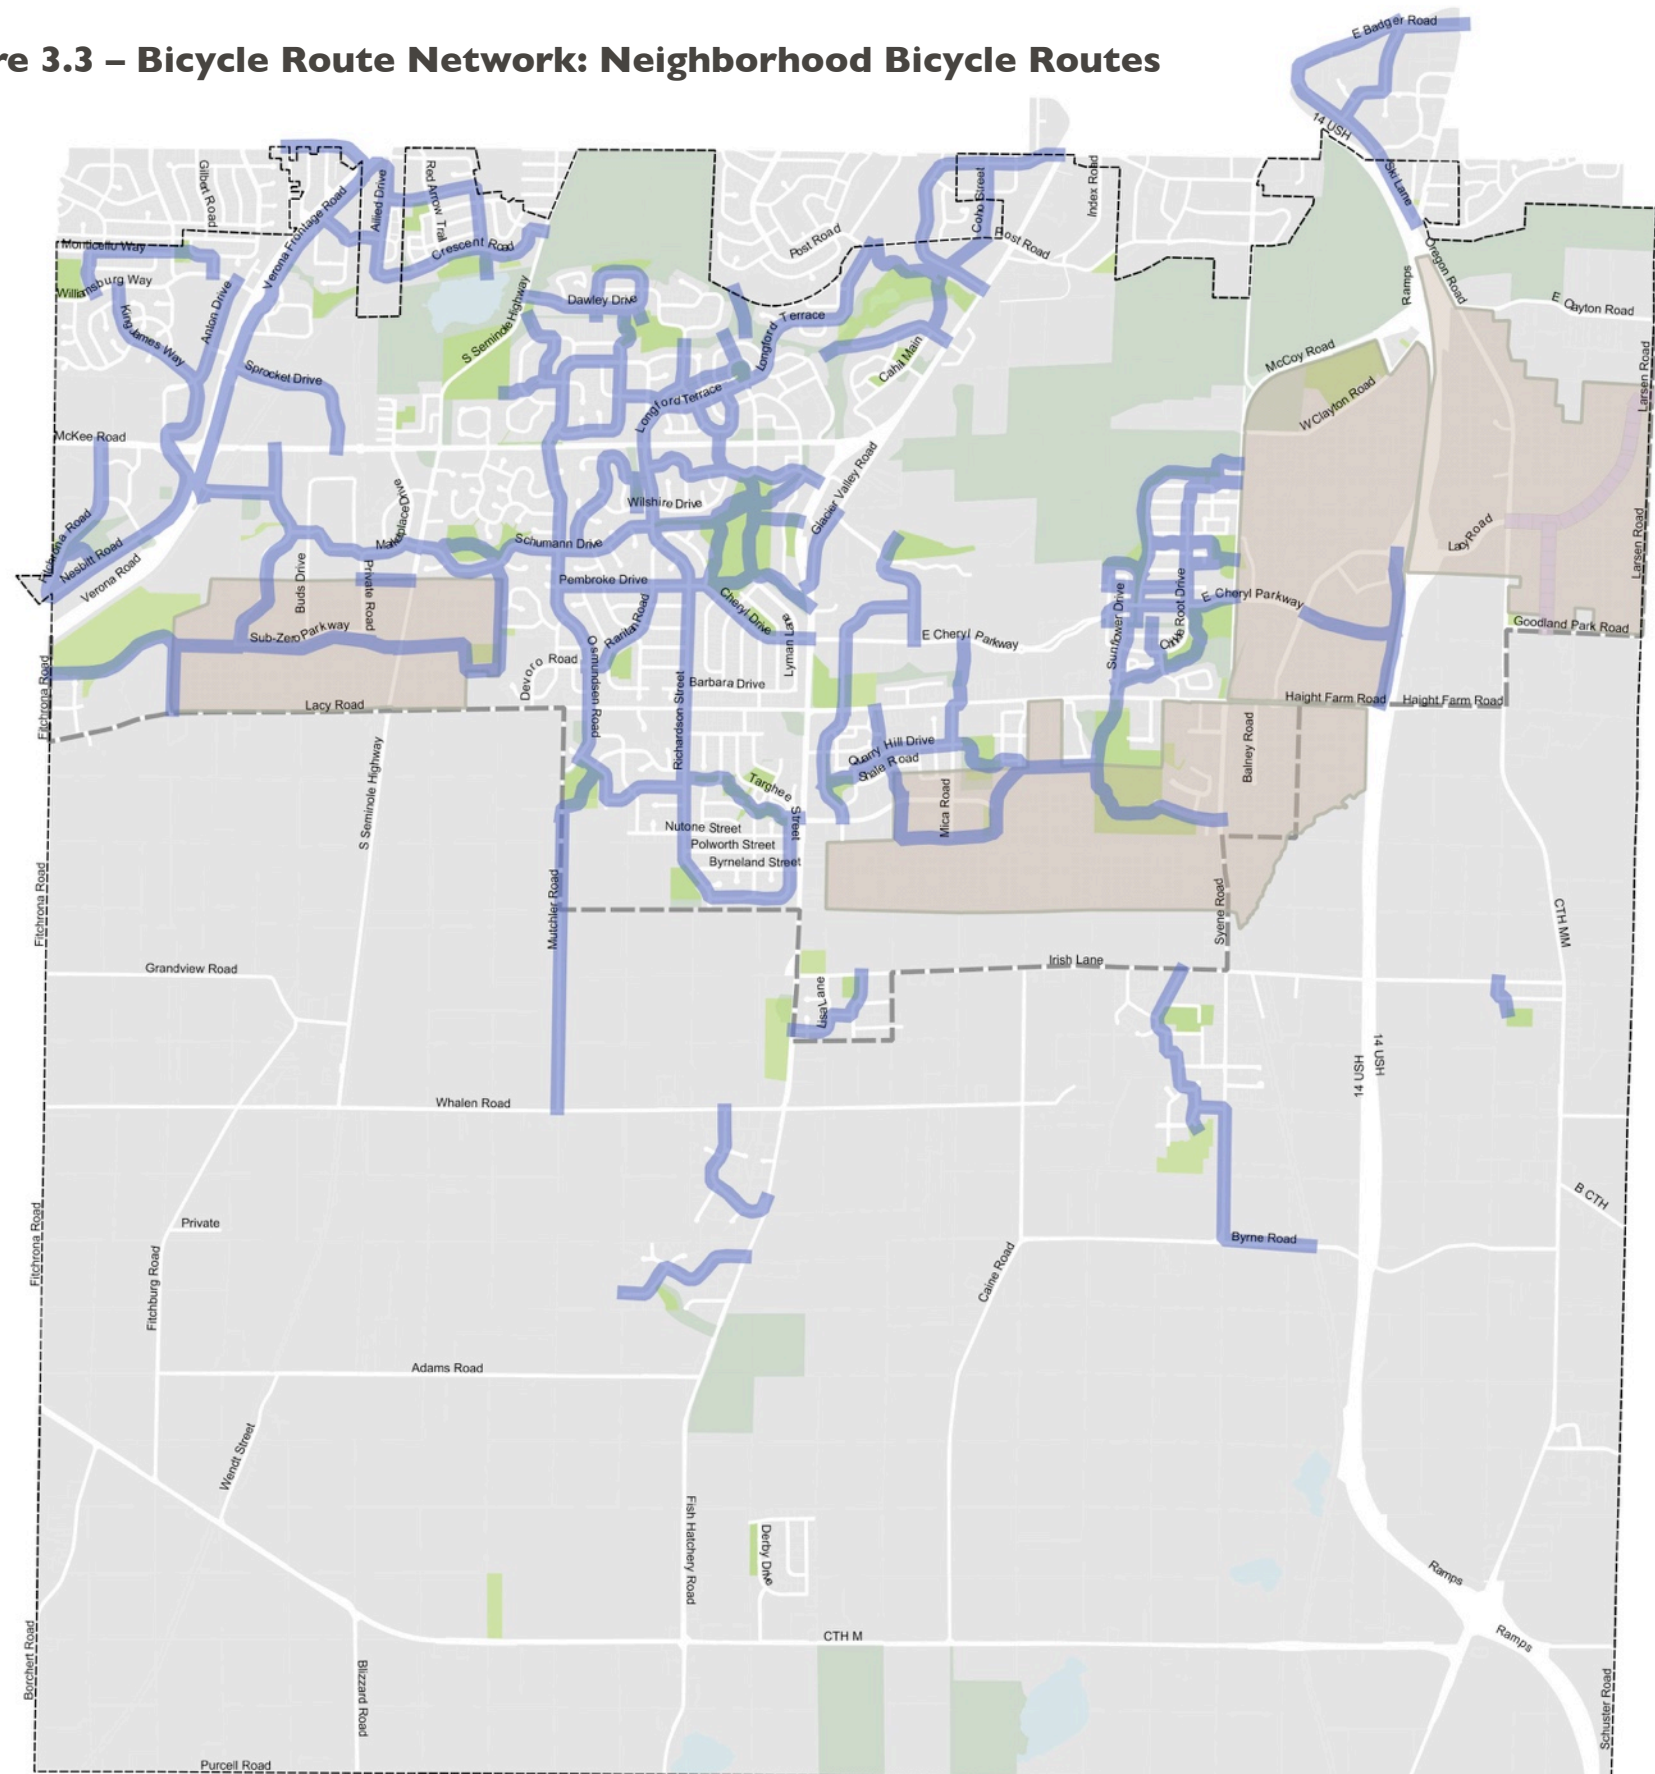 re 3.3 – Bicycle Route Network: Neighborhood Bicycle Routes
E Badger Road
14 USH
Ski Lane
Gilbert Road
Allied Drive
Red Arrow Trail
Coho Street
Index Road
Verona Frontage Road
Monticello Way
Crescent Road
Post Road
Post Road
Oregon Road
Ramps
Williamsburg Way
King James Way
Anton Drive
S Seminole Highway
Dawley Drive
Longford Terrace
E Clayton Road
Cahill Main
McCoy Road
Larsen Road
Sprocket Drive
Longford Terrace
W Clayton Road
McKee Road
Glacier Valley Road
Wilshire Drive
Fitchrona Road
Nesbitt Road
Verona Road
Schumann Drive
Lacy Road
Larsen Road
Buds Drive
Private Road
Pembroke Drive
Cheryl Drive
Lyman Lane
Raritan Road
Sunflower Drive
E Cheryl Parkway
Sub-Zero Parkway
E Cheryl Parkway
Goodland Park Road
Fitchrona Road
Devoro Road
Osmundsen Road
Barbara Drive
Richardson Street
Lacy Road
Haight Farm Road
Haight Farm Road
S Seminole Highway
Quarry Hill Drive
Shale Road
Balney Road
Targhee Street
Mica Road
Nutone Street
Polworth Street
Byrneland Street
Fitchrona Road
Mutchler Road
Syene Road
CTH MM
Grandview Road
Irish Lane
Lisa Lane
14 USH
14 USH
Whalen Road
Fitchrona Road
Private
B CTH
Byrne Road
Fitchburg Road
Caine Road
Adams Road
Wendt Street
Fish Hatchery Road
Derby Drive
Ramps
CTH M
Ramps
Borchert Road
Blizzard Road
Schuster Road
Purcell Road